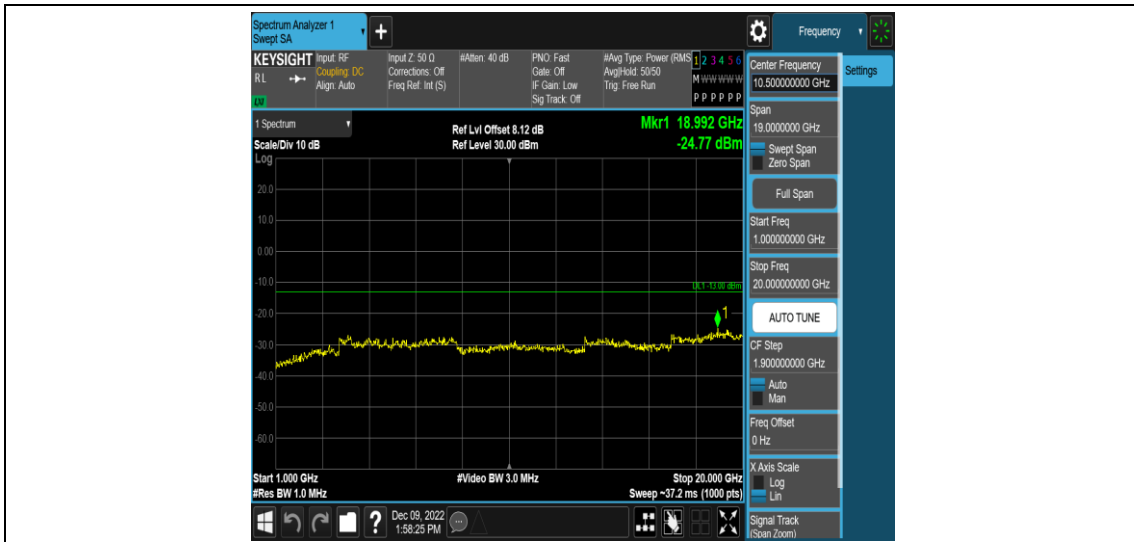 Spectrum Analyzer 1
Swept SA
+
Frequency
KEYSIGHT
RL
LM
Input: RF
Coupling: DC
Align: Auto
Input Z: 50 Ω
Corrections: Off
Freq Ref: Int (S)
#Atten: 40 dB
PNO: Fast
Gate: Off
IF Gain: Low
Sig Track: Off
#Avg Type: Power (RMS
Avg|Hold: 50/50
Trig: Free Run
1 2 3 4 5 6
M W W W W W
P P P P P P
1 Spectrum
Scale/Div 10 dB
Ref Lvl Offset 8.12 dB
Ref Level 30.00 dBm
Mkr1 18.992 GHz
-24.77 dBm
Log
20.0
10.0
0.00
-10.0
-20.0
-30.0
-40.0
-50.0
-60.0
DL1 -13.00 dBm
1
Start 1.000 GHz
#Res BW 1.0 MHz
#Video BW 3.0 MHz
Stop 20.000 GHz
Sweep ~37.2 ms (1000 pts)
Center Frequency
10.500000000 GHz
Settings
Span
19.0000000 GHz
Swept Span
Zero Span
Full Span
Start Freq
1.000000000 GHz
Stop Freq
20.000000000 GHz
AUTO TUNE
CF Step
1.900000000 GHz
Auto
Man
Freq Offset
0 Hz
X Axis Scale
Log
Lin
Signal Track
(Span Zoom)
?
Dec 09, 2022
1:58:25 PM